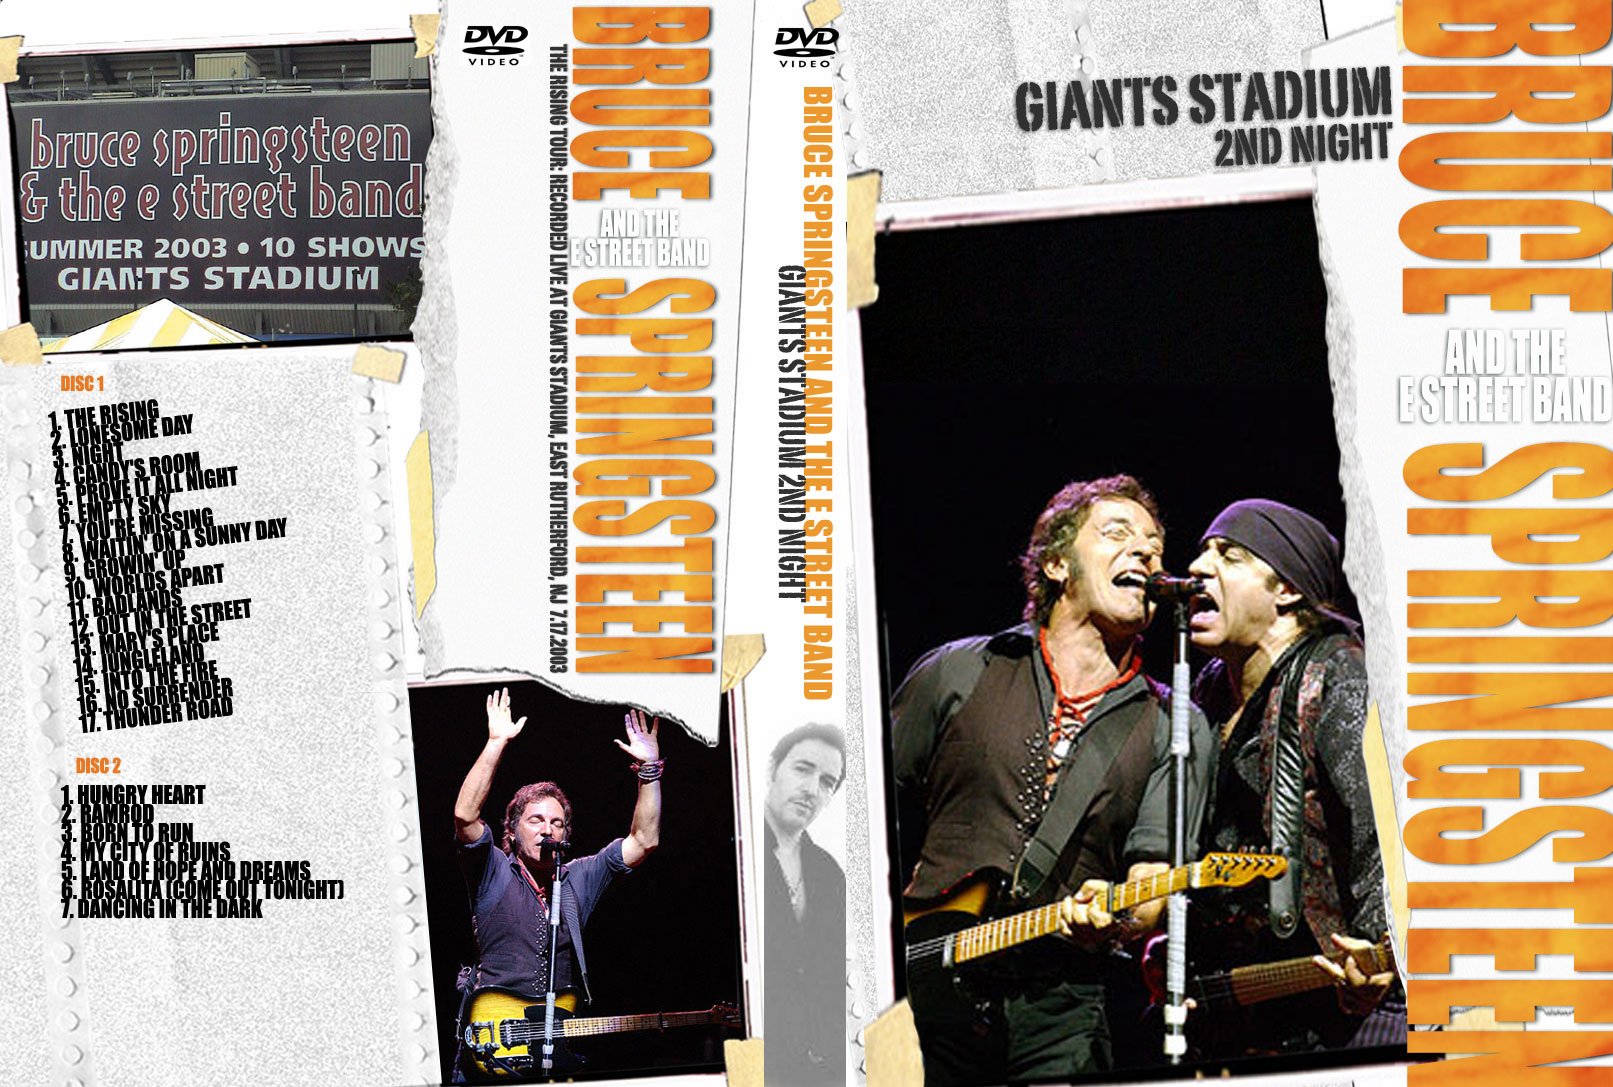 bruce springsteen
& the e street band
SUMMER 2003 • 10 SHOWS
GIANTS STADIUM
DISC 1
1. THE RISING
2. LONESOME DAY
3. NIGHT
4. CANDY'S ROOM
5. PROVE IT ALL NIGHT
6. EMPTY SKY
7. YOU'RE MISSING
8. WAITIN' ON A SUNNY DAY
9. GROWIN' UP
10. WORLDS APART
11. BADLANDS
12. OUT IN THE STREET
13. MARY'S PLACE
14. JUNGLELAND
15. INTO THE FIRE
16. NO SURRENDER
17. THUNDER ROAD
DISC 2
1. HUNGRY HEART
2. RAMROD
3. BORN TO RUN
4. MY CITY OF RUINS
5. LAND OF HOPE AND DREAMS
6. ROSALITA (COME OUT TONIGHT)
7. DANCING IN THE DARK
DVD
VIDEO
THE RISING TOUR: RECORDED LIVE AT GIANTS STADIUM, EAST RUTHERFORD, NJ 7.17.2003
BRUCE
AND THE
E STREET BAND
SPRINGSTEEN
DVD
VIDEO
BRUCE SPRINGSTEEN AND THE E STREET BAND
GIANTS STADIUM 2ND NIGHT
GIANTS STADIUM
2ND NIGHT
BRUCE
AND THE
E STREET BAND
SPRINGSTEEN